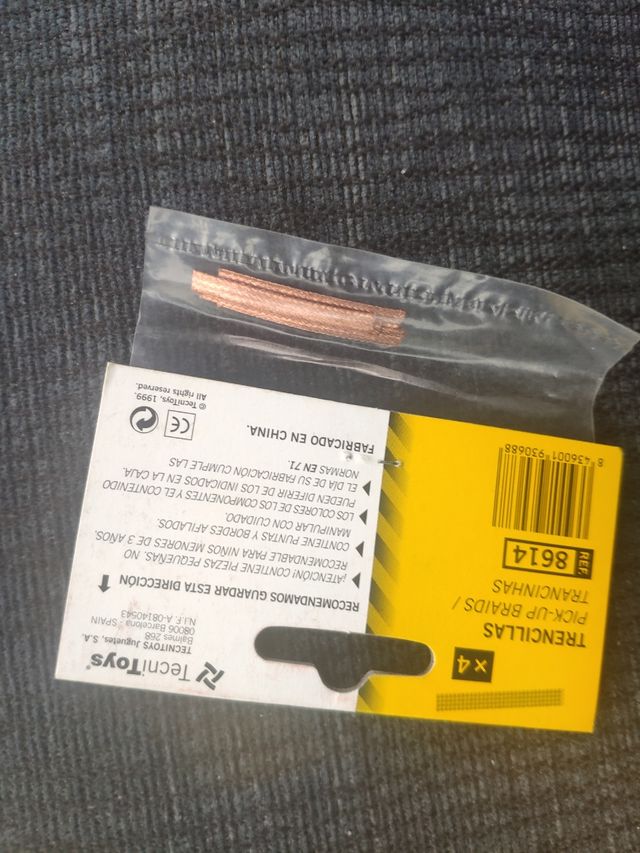 × 4
TRENCILLAS
PICK-UP BRAIDS /
TRANCINHAS
REF. 8614
8 436001 930688
TecniToys
TECNITOYS Juguetes, S.A.
Balmes 268
08006 Barcelona - SPAIN
N.I.F. A-08140543
RECOMENDAMOS GUARDAR ESTA DIRECCIÓN
¡ATENCIÓN! CONTIENE PIEZAS PEQUEÑAS. NO
RECOMENDABLE PARA NIÑOS MENORES DE 3 AÑOS.
CONTIENE PUNTAS Y BORDES AFILADOS.
MANIPULAR CON CUIDADO.
LOS COLORES DE LOS COMPONENTES Y EL CONTENIDO
PUEDEN DIFERIR DE LOS INDICADOS EN LA CAJA.
EL DIA DE SU FABRICACIÓN CUMPLE LAS
NORMAS EN 71.
FABRICADO EN CHINA.
CE
© TecniToys, 1999.
All rights reserved.